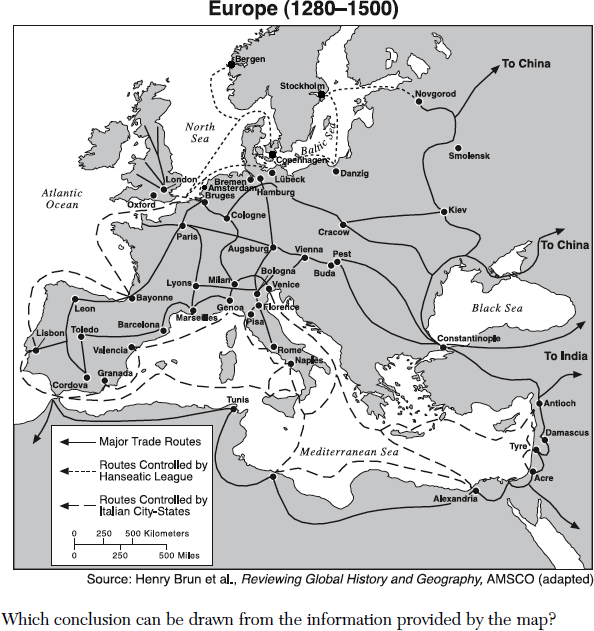 Europe (1280–1500)
Bergen
Stockholm
To China
Novgorod
North
Sea
Baltic Sea
Smolensk
Copenhagen
Danzig
London
Bremen
Lübeck
Amsterdam
Hamburg
Atlantic
Ocean
Oxford
Bruges
Kiev
Cologne
Cracow
Paris
To China
Augsburg
Vienna
Pest
Buda
Bologna
Lyons
Milan
Venice
Bayonne
Leon
Genoa
Florence
Black Sea
Marseilles
Pisa
Lisbon
Toledo
Barcelona
Constantinople
Valencia
Rome
To India
Naples
Granada
Cordova
Tunis
Antioch
Damascus
Major Trade Routes
Mediterranean Sea
Tyre
Routes Controlled by
Hanseatic League
Acre
Routes Controlled by
Italian City-States
Alexandria
0 250 500 Kilometers
0 250 500 Miles
Source: Henry Brun et al., Reviewing Global History and Geography, AMSCO (adapted)
Which conclusion can be drawn from the information provided by the map?